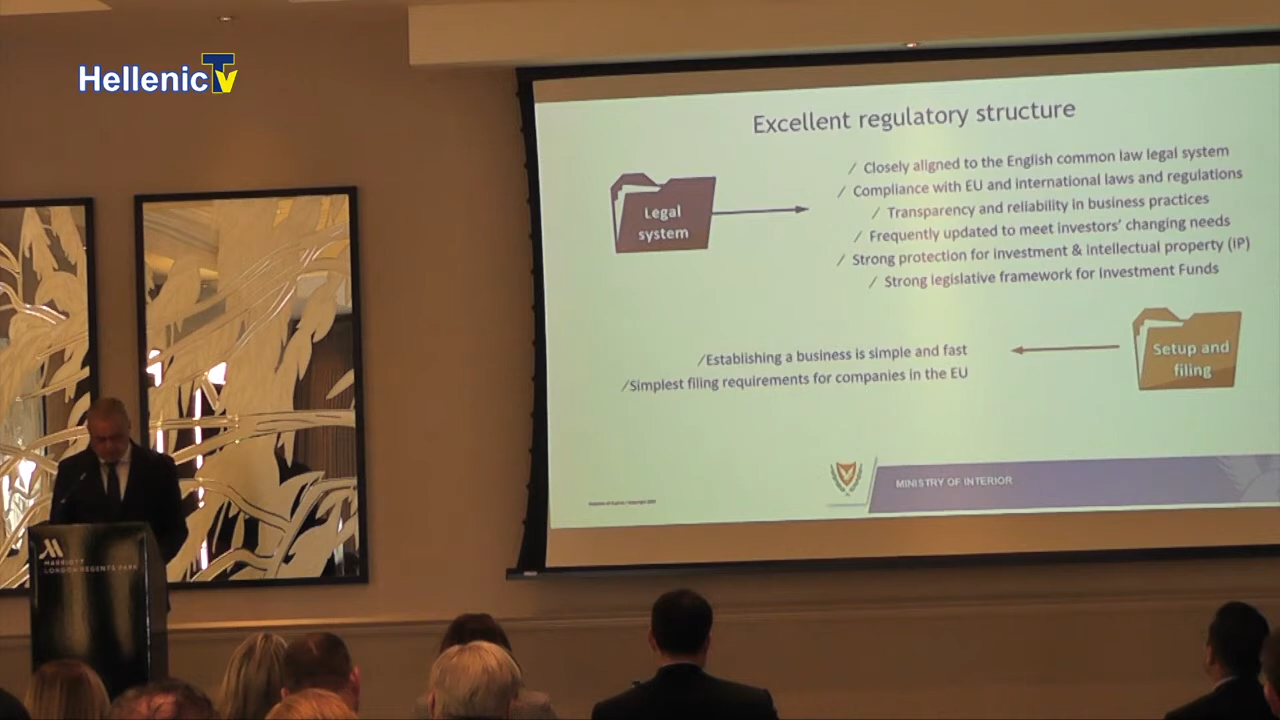 Hellenic Tv
Excellent regulatory structure
Legal
system
/ Closely aligned to the English common law legal system
/ Compliance with EU and international laws and regulations
/ Transparency and reliability in business practices
/ Frequently updated to meet investors' changing needs
/ Strong protection for investment & intellectual property (IP)
/ Strong legislative framework for Investment Funds
/Establishing a business is simple and fast
/Simplest filing requirements for companies in the EU
Setup and
filing
MINISTRY OF INTERIOR
MARRIOTT
LONDON REGENTS PARK